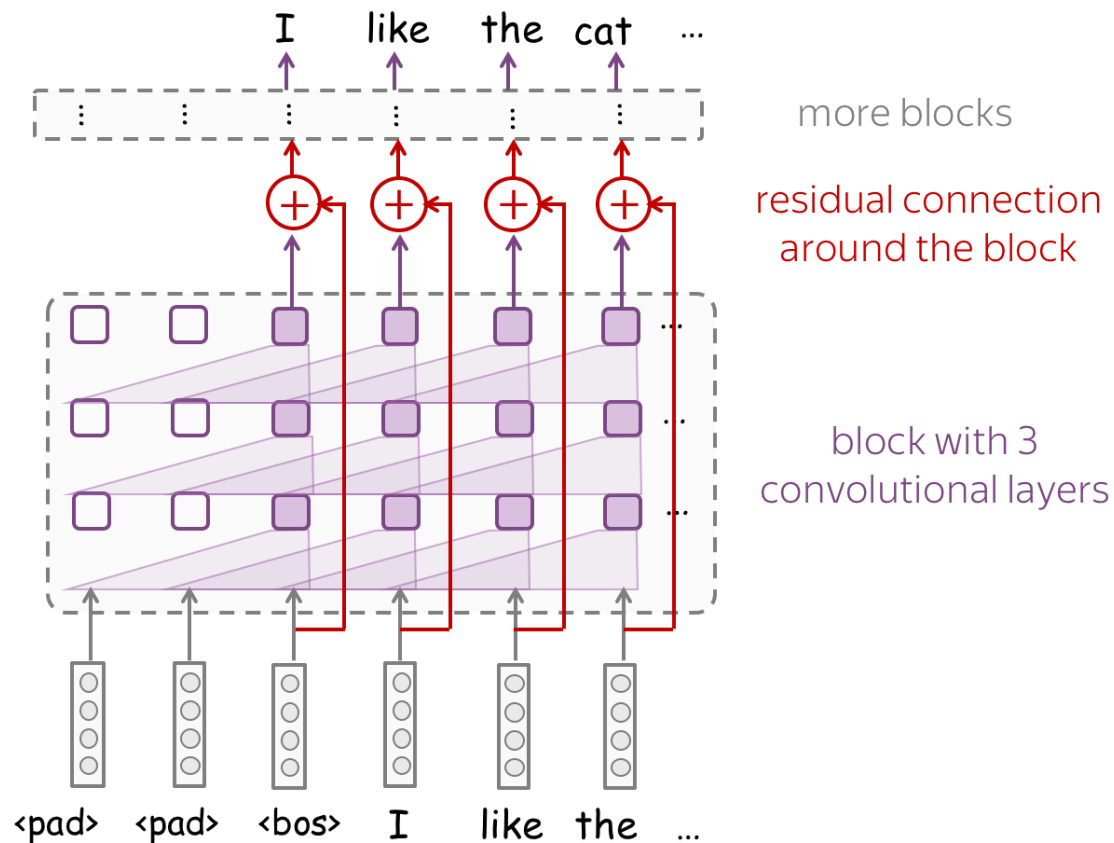 I like the cat ...
more blocks
residual connection
around the block
...
...
block with 3
convolutional layers
...
<pad> <pad> <bos> I like the ...